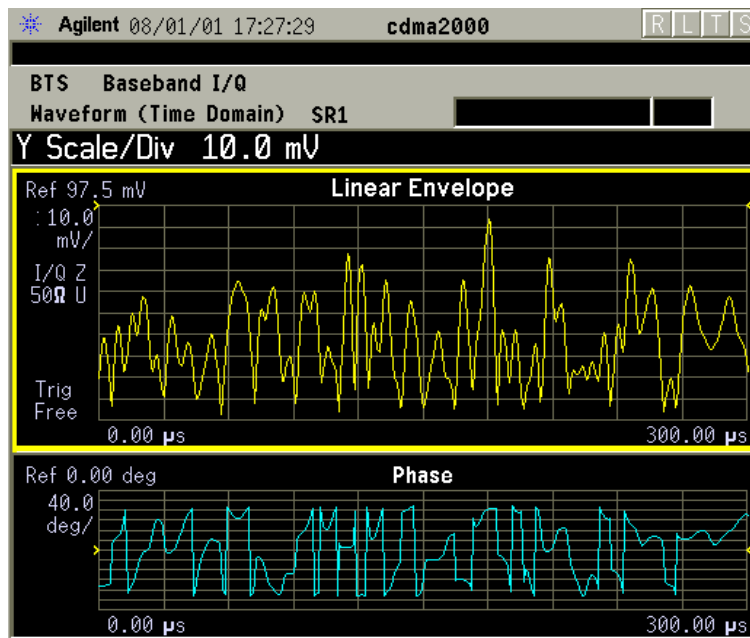 Agilent 08/01/01 17:27:29 cdma2000 R L T S
BTS Baseband I/Q
Waveform (Time Domain) SR1
Y Scale/Div 10.0 mV
Ref 97.5 mV Linear Envelope
:10.0
mV/
I/Q Z
50Ω U
Trig
Free
0.00 µs 300.00 µs
Ref 0.00 deg Phase
40.0
deg/
0.00 µs 300.00 µs